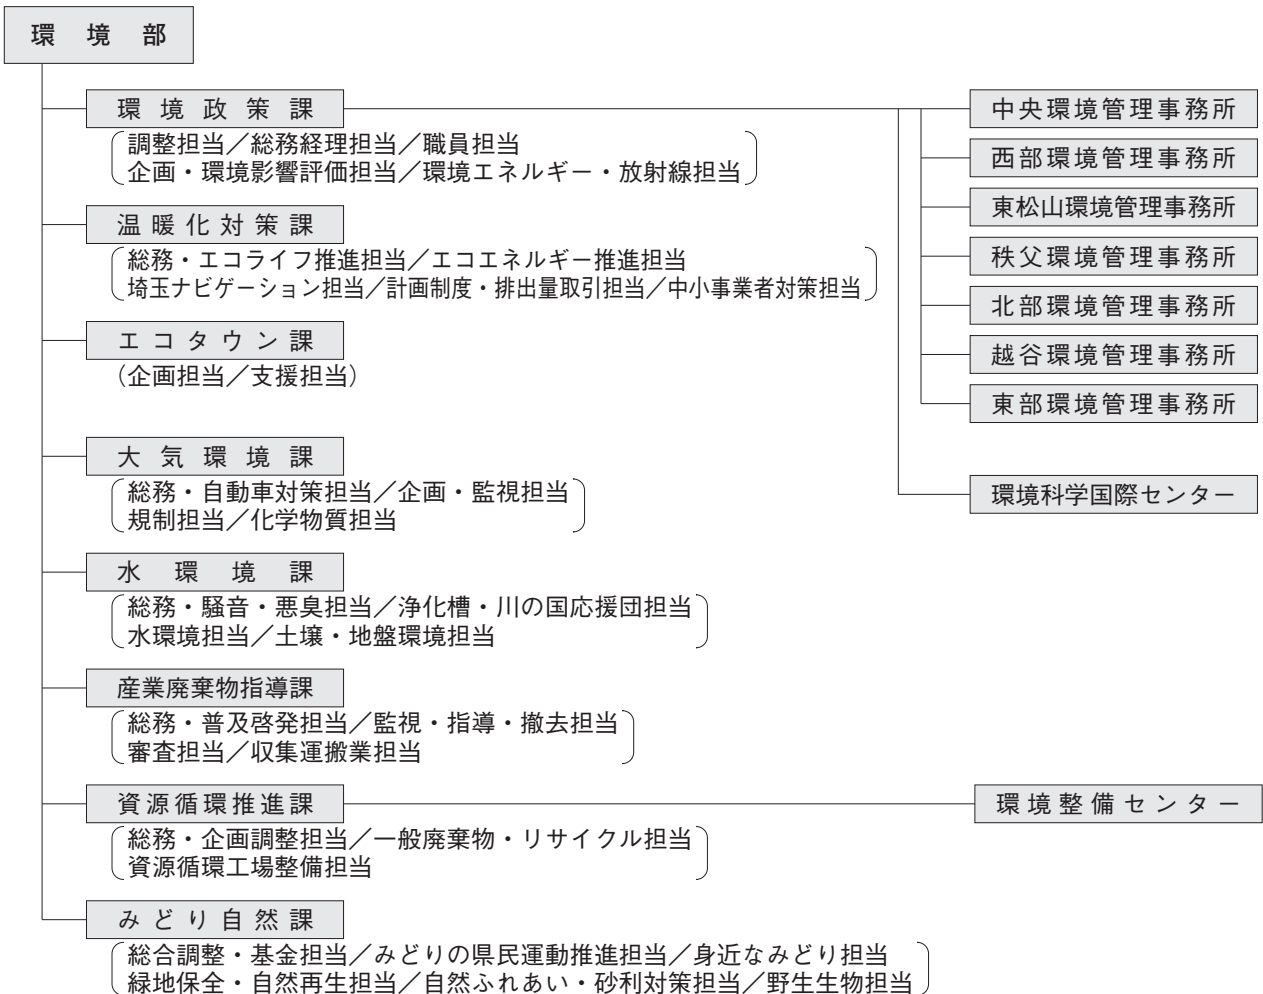 環境部
環境政策課
（調整担当／総務経理担当／職員担当
企画・環境影響評価担当／環境エネルギー・放射線担当）
温暖化対策課
（総務・エコライフ推進担当／エコエネルギー推進担当
埼玉ナビゲーション担当／計画制度・排出量取引担当／中小事業者対策担当）
エコタウン課
（企画担当／支援担当）
大気環境課
（総務・自動車対策担当／企画・監視担当
規制担当／化学物質担当）
水環境課
（総務・騒音・悪臭担当／浄化槽・川の国応援団担当
水環境担当／土壌・地盤環境担当）
産業廃棄物指導課
（総務・普及啓発担当／監視・指導・撤去担当
審査担当／収集運搬業担当）
資源循環推進課
（総務・企画調整担当／一般廃棄物・リサイクル担当
資源循環工場整備担当）
みどり自然課
（総合調整・基金担当／みどりの県民運動推進担当／身近なみどり担当
緑地保全・自然再生担当／自然ふれあい・砂利対策担当／野生生物担当）
中央環境管理事務所
西部環境管理事務所
東松山環境管理事務所
秩父環境管理事務所
北部環境管理事務所
越谷環境管理事務所
東部環境管理事務所
環境科学国際センター
環境整備センター